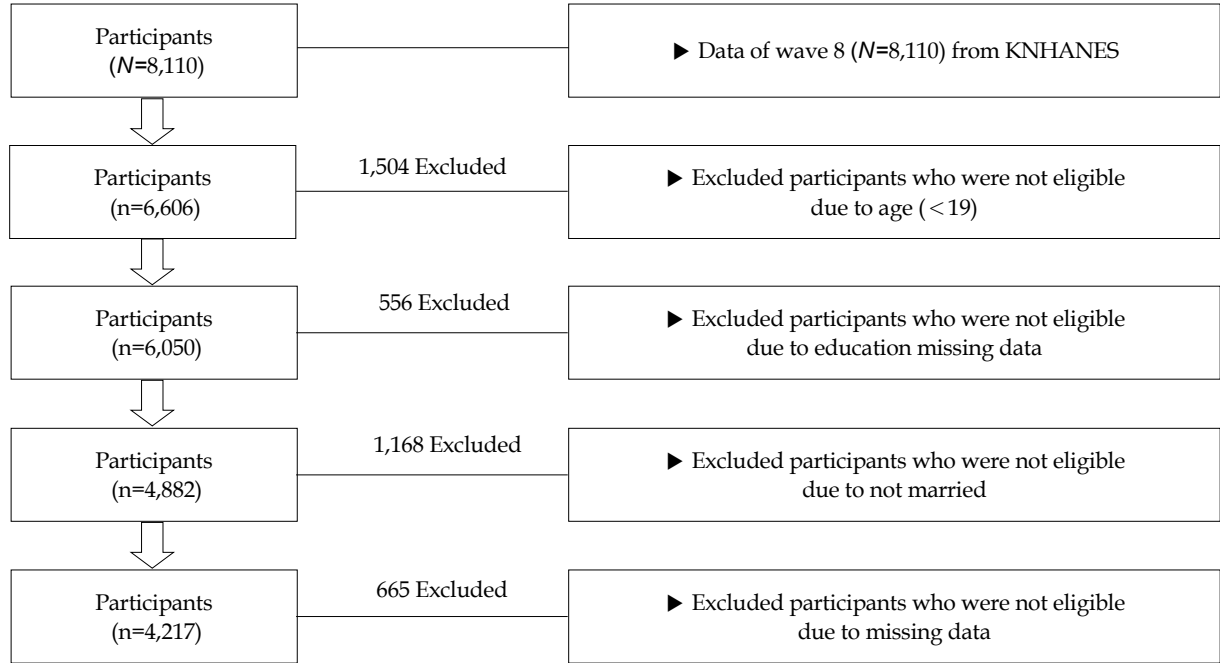 Participants
(N=8,110)
▶ Data of wave 8 (N=8,110) from KNHANES
Participants
(n=6,606)
1,504 Excluded
▶ Excluded participants who were not eligible
due to age (<19)
Participants
(n=6,050)
556 Excluded
▶ Excluded participants who were not eligible
due to education missing data
Participants
(n=4,882)
1,168 Excluded
▶ Excluded participants who were not eligible
due to not married
Participants
(n=4,217)
665 Excluded
▶ Excluded participants who were not eligible
due to missing data